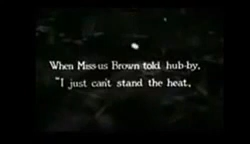 When Miss-us Brown told hub-by,
"I just can't stand the heat,